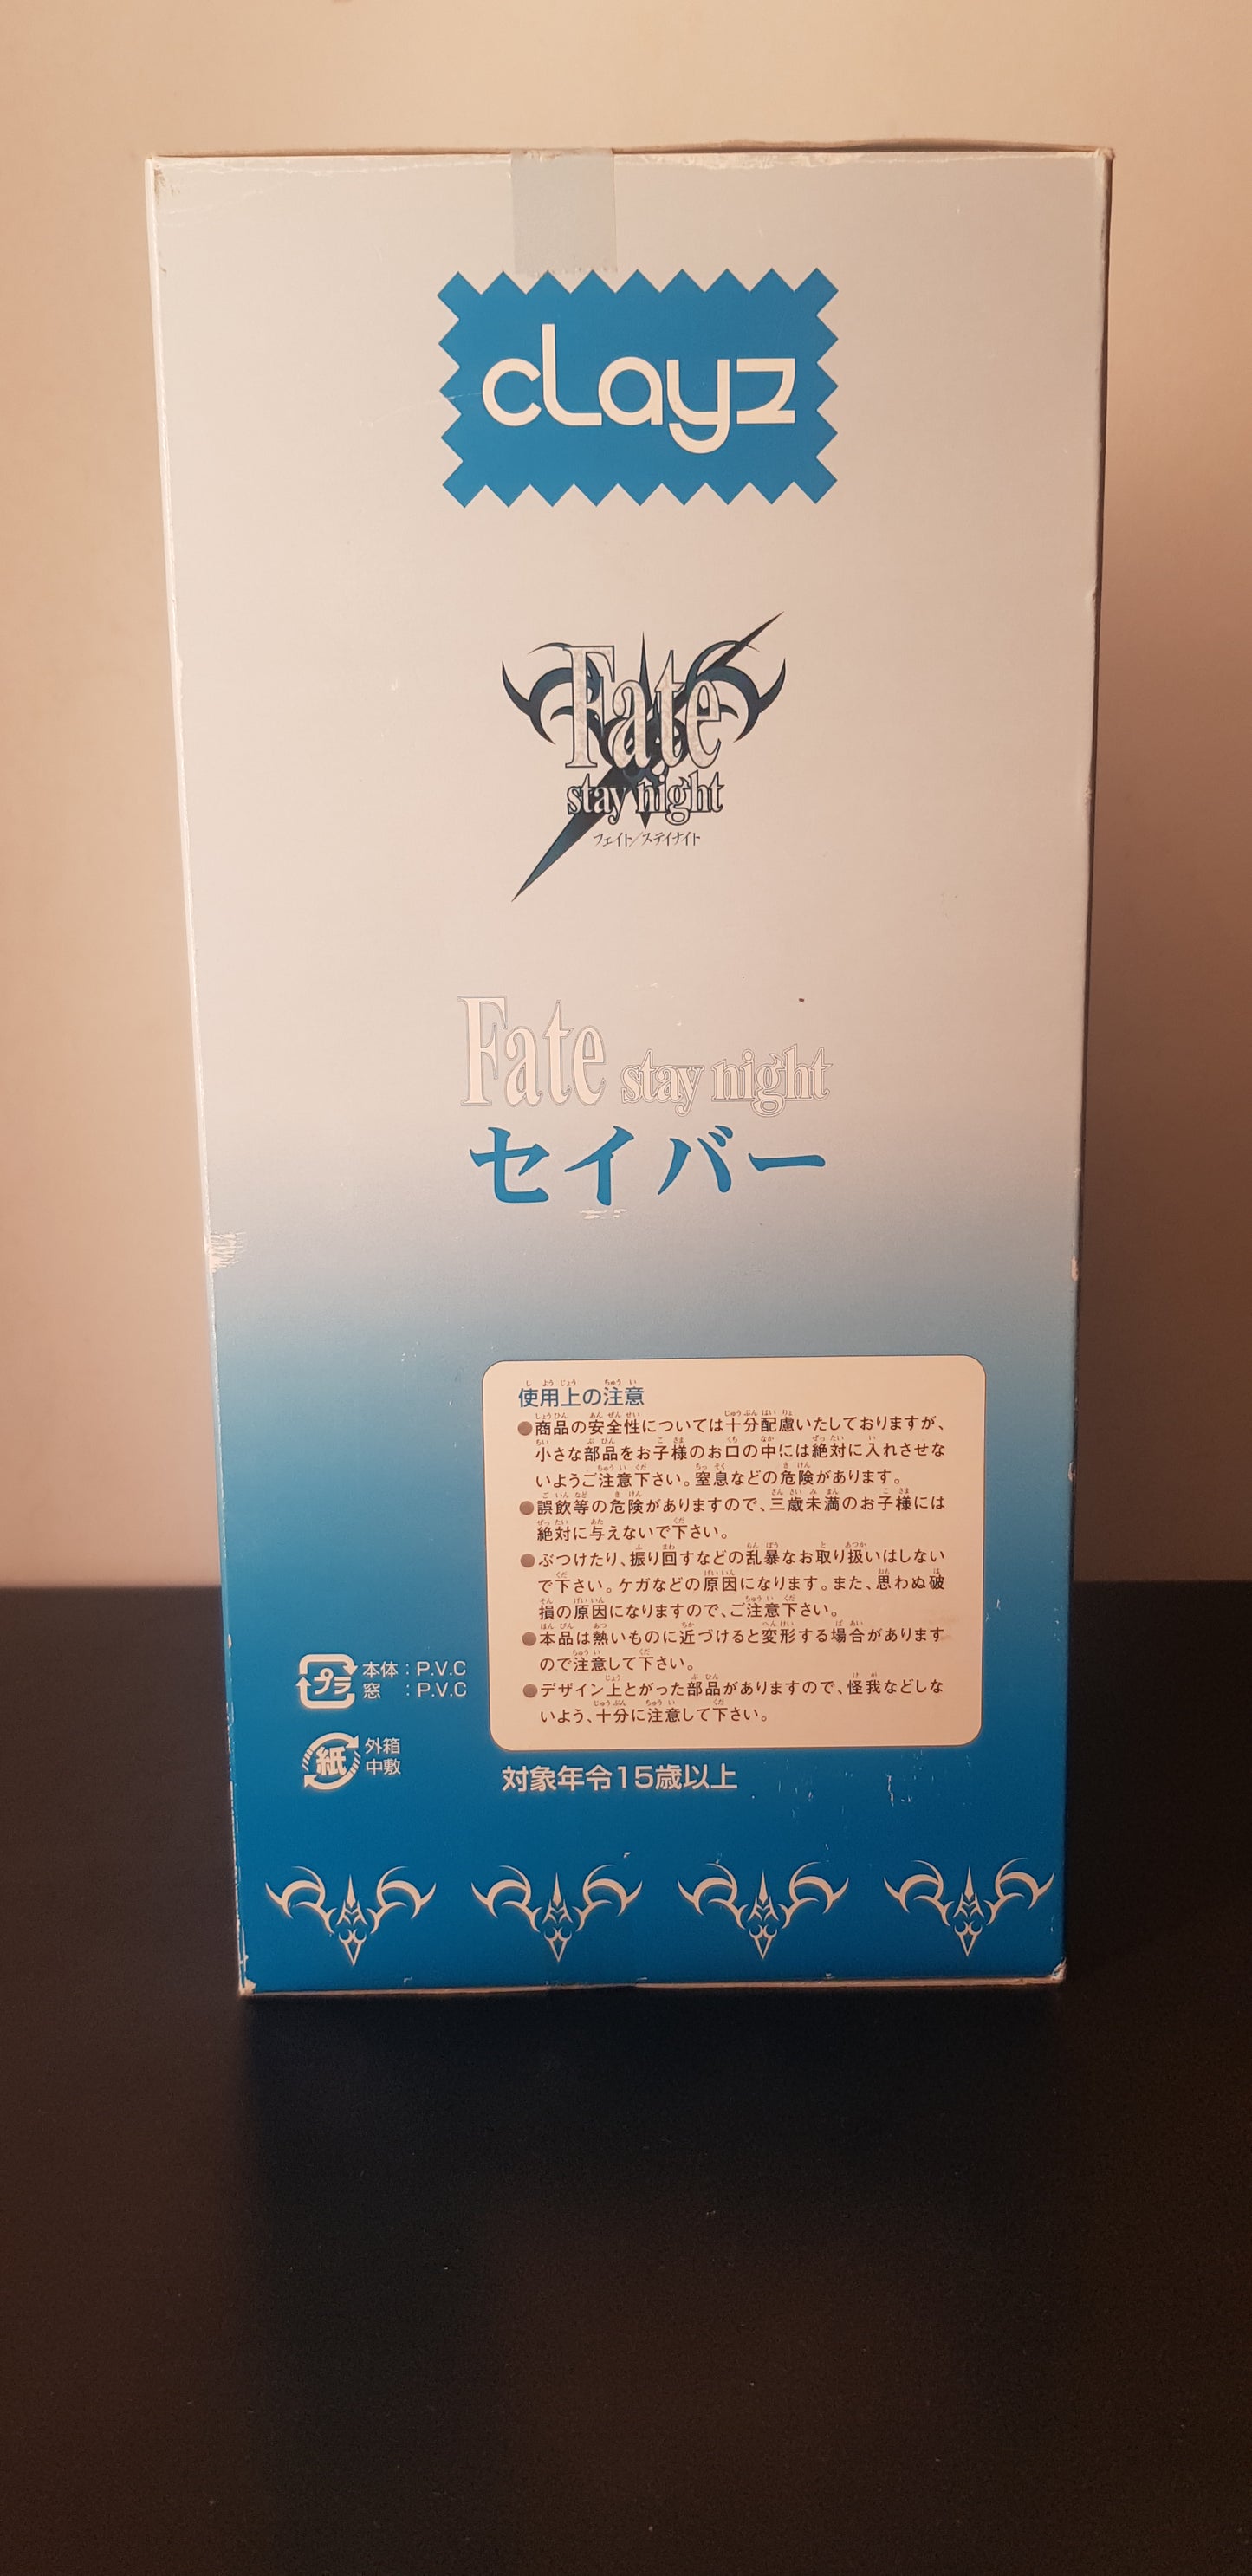 cLayz
Fate
stay night
フェイト/ステイナイト
Fate stay night
セイバー
使用上の注意
●商品の安全性については十分配慮いたしておりますが、
小さな部品をお子様のお口の中には絶対に入れさせな
いようご注意下さい。窒息などの危険があります。
●誤飲等の危険がありますので、三歳未満のお子様には
絶対に与えないで下さい。
●ぶつけたり、振り回すなどの乱暴なお取り扱いはしない
で下さい。ケガなどの原因になります。また、思わぬ破
損の原因になりますので、ご注意下さい。
●本品は熱いものに近づけると変形する場合があります
ので注意して下さい。
●デザイン上とがった部品がありますので、怪我などしな
いよう、十分に注意して下さい。
プラ 本体：P.V.C
窓　：P.V.C
紙 外箱
中敷
対象年令15歳以上